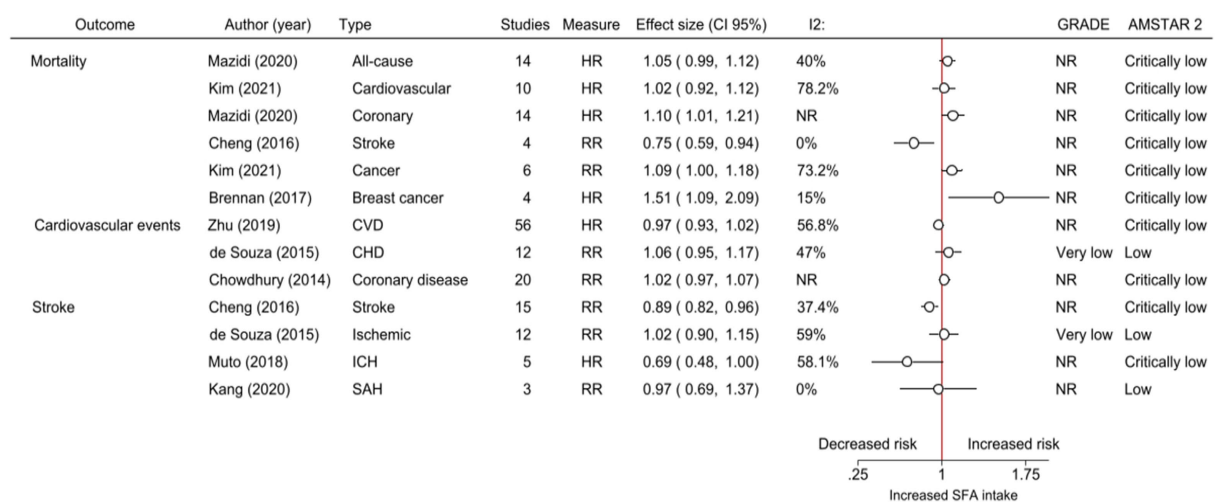 Outcome Author (year) Type Studies Measure Effect size (CI 95%) I2: GRADE AMSTAR 2
Mortality Mazidi (2020) All-cause 14 HR 1.05 ( 0.99, 1.12) 40% NR Critically low
Kim (2021) Cardiovascular 10 HR 1.02 ( 0.92, 1.12) 78.2% NR Critically low
Mazidi (2020) Coronary 14 HR 1.10 ( 1.01, 1.21) NR NR Critically low
Cheng (2016) Stroke 4 RR 0.75 ( 0.59, 0.94) 0% NR Critically low
Kim (2021) Cancer 6 RR 1.09 ( 1.00, 1.18) 73.2% NR Critically low
Brennan (2017) Breast cancer 4 HR 1.51 ( 1.09, 2.09) 15% NR Critically low
Cardiovascular events Zhu (2019) CVD 56 HR 0.97 ( 0.93, 1.02) 56.8% NR Critically low
de Souza (2015) CHD 12 RR 1.06 ( 0.95, 1.17) 47% Very low Low
Chowdhury (2014) Coronary disease 20 RR 1.02 ( 0.97, 1.07) NR NR Critically low
Stroke Cheng (2016) Stroke 15 RR 0.89 ( 0.82, 0.96) 37.4% NR Critically low
de Souza (2015) Ischemic 12 RR 1.02 ( 0.90, 1.15) 59% Very low Low
Muto (2018) ICH 5 HR 0.69 ( 0.48, 1.00) 58.1% NR Critically low
Kang (2020) SAH 3 RR 0.97 ( 0.69, 1.37) 0% NR Low
Decreased risk Increased risk
.25 1 1.75
Increased SFA intake